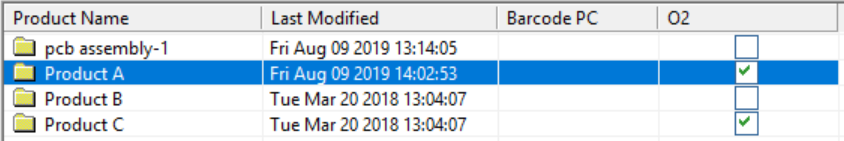 Product Name Last Modified Barcode PC O2
pcb assembly-1 Fri Aug 09 2019 13:14:05
Product A Fri Aug 09 2019 14:02:53
Product B Tue Mar 20 2018 13:04:07
Product C Tue Mar 20 2018 13:04:07